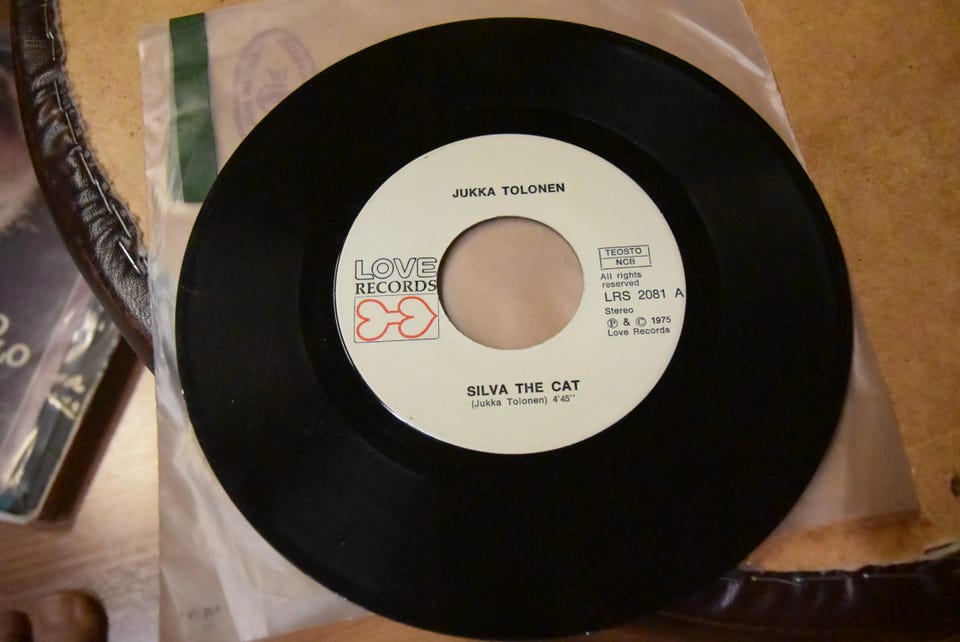 JUKKA TOLONEN
LOVE
RECORDS
TEOSTO
NCB
All rights
reserved
LRS 2081 A
Stereo
Ⓟ & © 1975
Love Records
SILVA THE CAT
(Jukka Tolonen) 4'45''